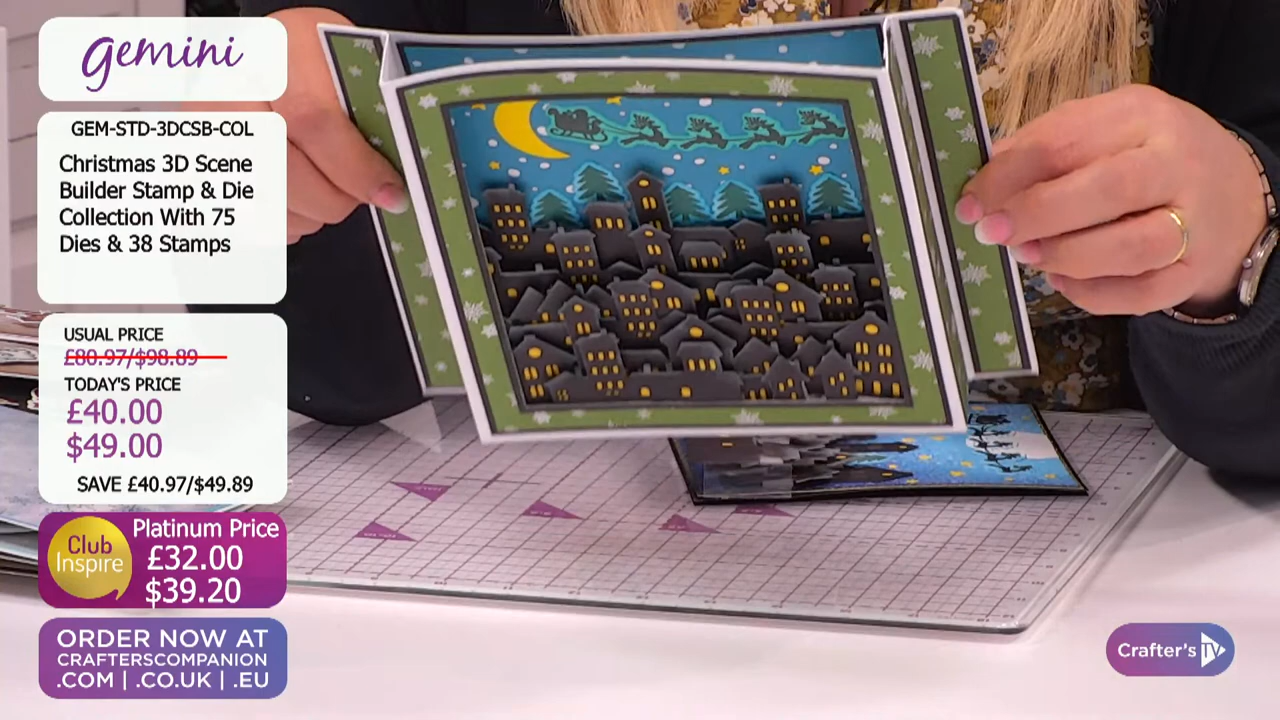 gemini
GEM-STD-3DCSB-COL
Christmas 3D Scene
Builder Stamp & Die
Collection With 75
Dies & 38 Stamps
USUAL PRICE
£80.97/$98.89
TODAY'S PRICE
£40.00
$49.00
SAVE £40.97/$49.89
Club
Inspire
Platinum Price
£32.00
$39.20
ORDER NOW AT
CRAFTERSCOMPANION
.COM | .CO.UK | .EU
Crafter's TV